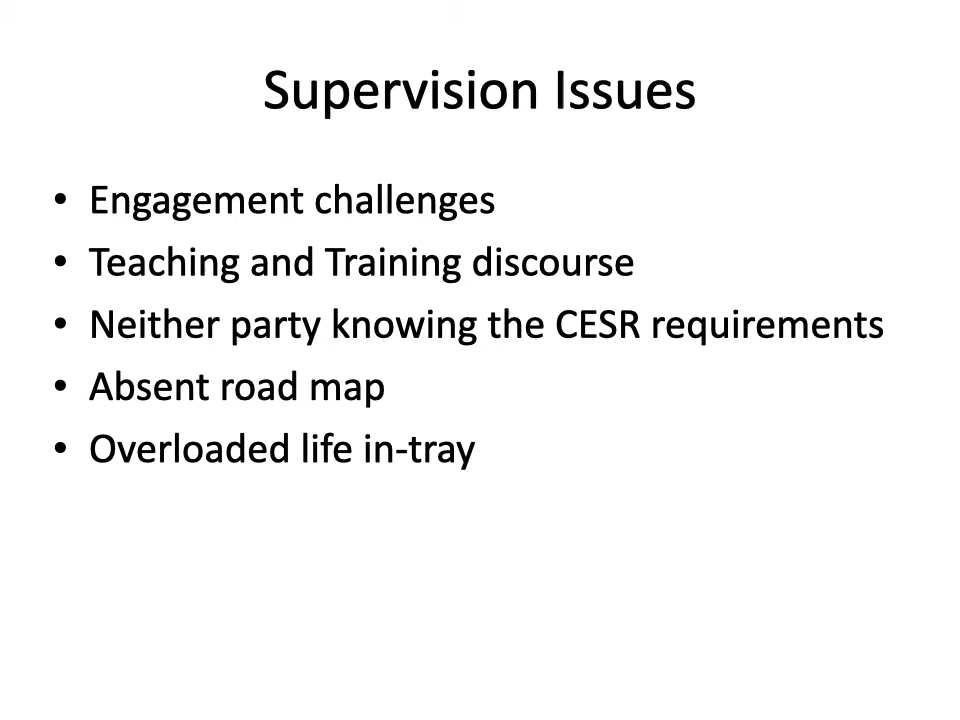 Supervision Issues
• Engagement challenges
• Teaching and Training discourse
• Neither party knowing the CESR requirements
• Absent road map
• Overloaded life in-tray